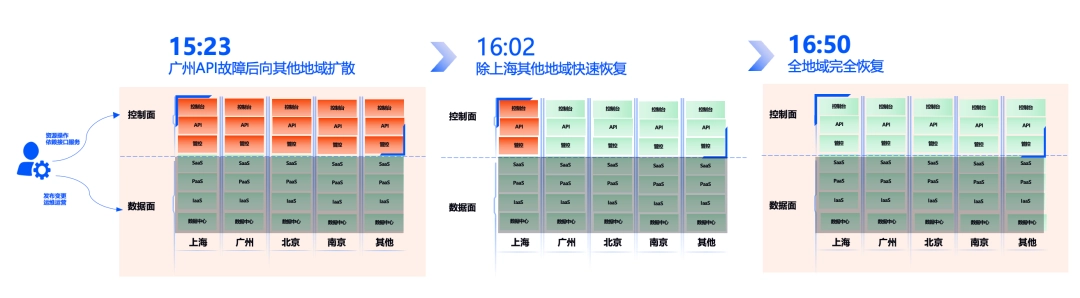 15:23
广州API故障后向其他地域扩散
16:02
除上海其他地域快速恢复
16:50
全地域完全恢复
资源操作
依赖接口服务
发布变更
运维运营
控制面
数据面
控制台 控制台 控制台 控制台 控制台
API API API API API
管控 管控 管控 管控 管控
SaaS SaaS SaaS SaaS SaaS
PaaS PaaS PaaS PaaS PaaS
IaaS IaaS IaaS IaaS IaaS
数据中心 数据中心 数据中心 数据中心 数据中心
上海 广州 北京 南京 其他
控制面
数据面
控制台 控制台 控制台 控制台 控制台
API API API API API
管控 管控 管控 管控 管控
SaaS SaaS SaaS SaaS SaaS
PaaS PaaS PaaS PaaS PaaS
IaaS IaaS IaaS IaaS IaaS
数据中心 数据中心 数据中心 数据中心 数据中心
上海 广州 北京 南京 其他
控制面
数据面
控制台 控制台 控制台 控制台 控制台
API API API API API
管控 管控 管控 管控 管控
SaaS SaaS SaaS SaaS SaaS
PaaS PaaS PaaS PaaS PaaS
IaaS IaaS IaaS IaaS IaaS
数据中心 数据中心 数据中心 数据中心 数据中心
上海 广州 北京 南京 其他